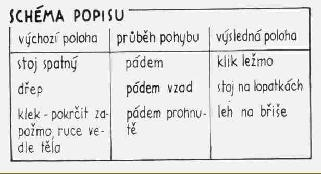 SCHÉMA POPISU
výchozí poloha průběh pohybu výsledná poloha
stoj spatný pádem klik ležmo
dřep pádem vzad stoj na lopatkách
klek - pokrčit za- pádem prohnu- leh na břiše
požmo, ruce ve- tě
dle těla